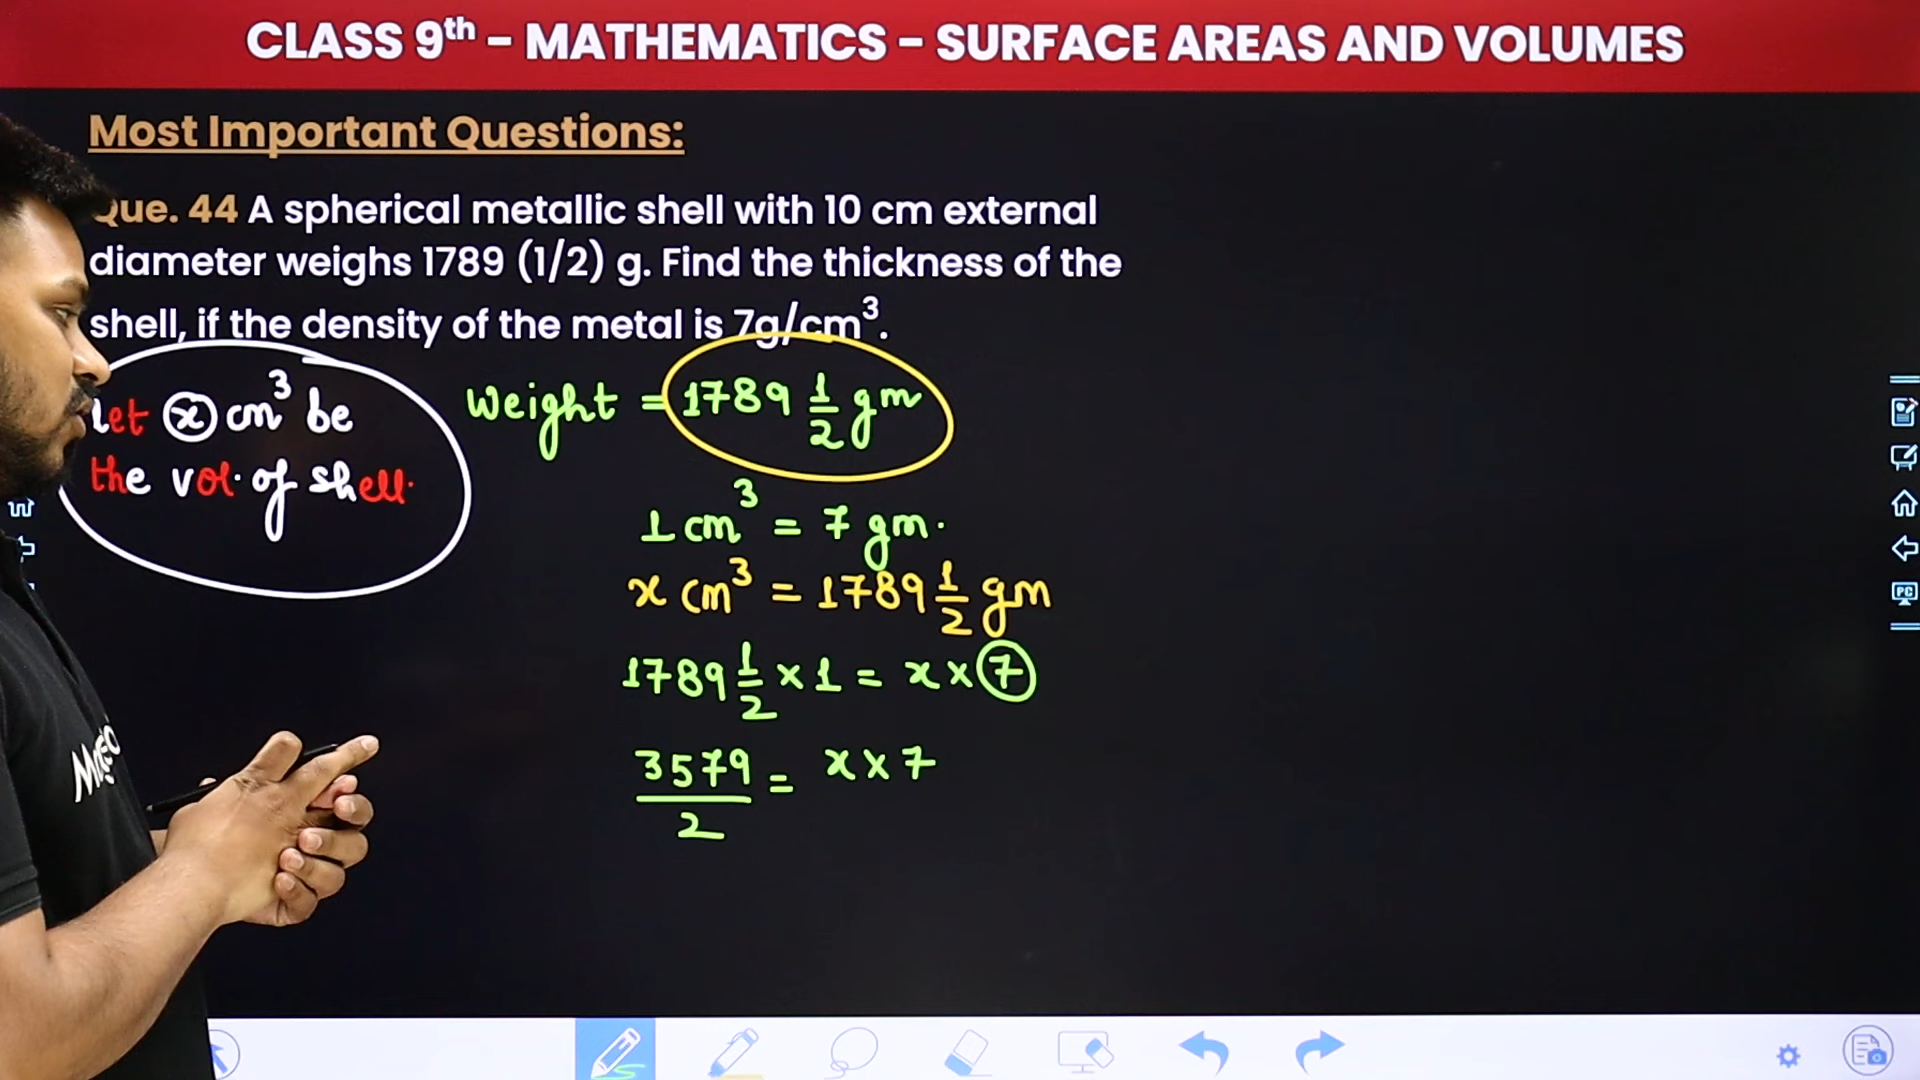 CLASS 9th - MATHEMATICS - SURFACE AREAS AND VOLUMES
Most Important Questions:
Que. 44 A spherical metallic shell with 10 cm external
diameter weighs 1789 (1/2) g. Find the thickness of the
shell, if the density of the metal is 7g/cm³.
Let x cm³ be
the vol. of shell.
Weight = 1789 1/2 gm
1 cm³ = 7 gm.
x cm³ = 1789 1/2 gm
1789 1/2 × 1 = x × 7
3579/2 = x × 7
PC